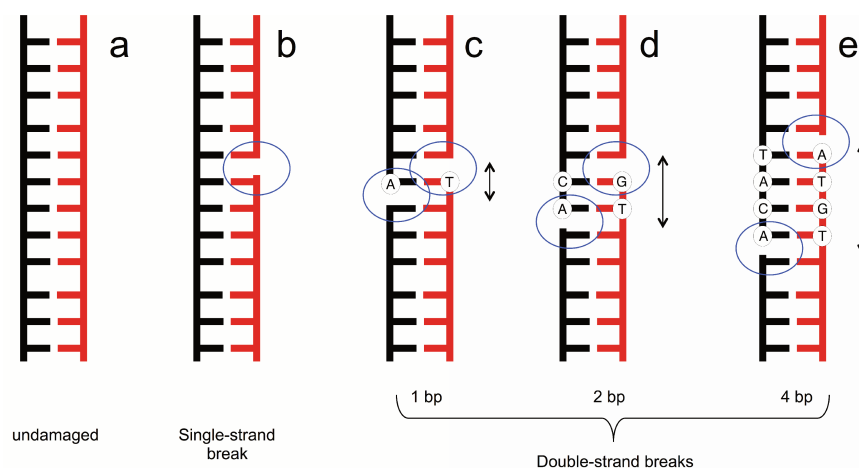 a
b
c
d
e
A T
C G
A T
T A
A T
C G
A T
1 bp
2 bp
4 bp
undamaged
Single-strand
break
Double-strand breaks